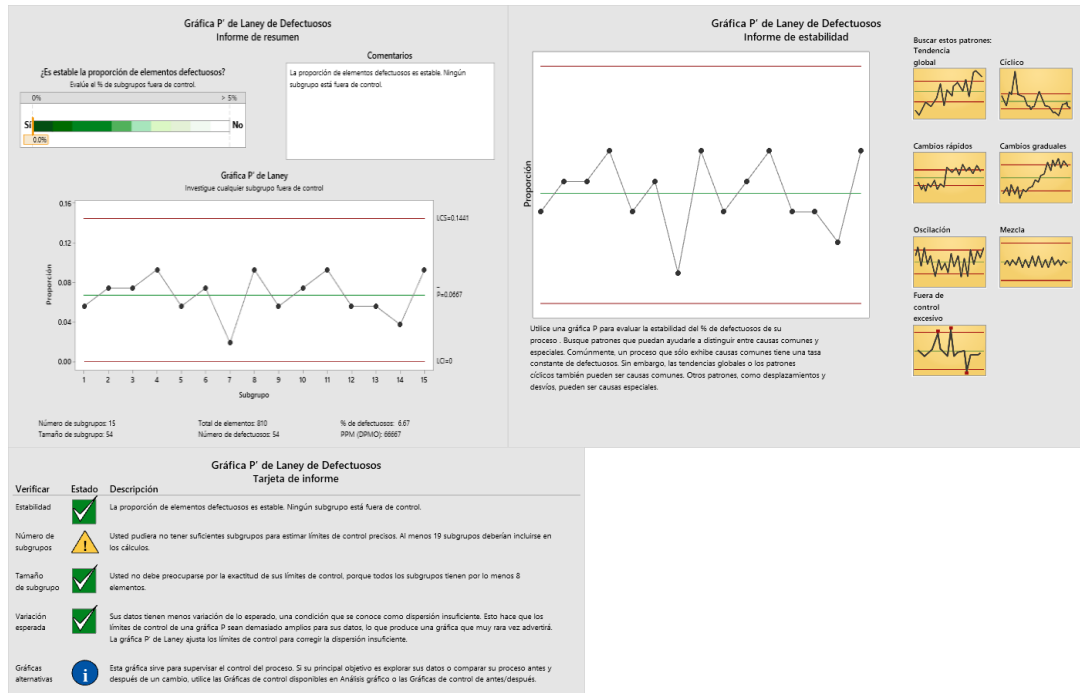 Gráfica P' de Laney de Defectuosos
Informe de resumen
¿Es estable la proporción de elementos defectuosos?
Evalúe el % de subgrupos fuera de control.
0% > 5%
Sí No
0.0%
Comentarios
La proporción de elementos defectuosos es estable. Ningún
subgrupo está fuera de control.
Gráfica P' de Laney
Investigue cualquier subgrupo fuera de control
Proporción
0.16
0.12
0.08
0.04
0.00
LCS=0.1441
P=0.0667
LCI=0
1 2 3 4 5 6 7 8 9 10 11 12 13 14 15
Subgrupo
Número de subgrupos: 15
Tamaño de subgrupo: 54
Total de elementos: 810
Número de defectuosos: 54
% de defectuosos: 6.67
PPM (DPMO): 66667
Gráfica P' de Laney de Defectuosos
Informe de estabilidad
Proporción
Utilice una gráfica P para evaluar la estabilidad del % de defectuosos de su
proceso . Busque patrones que puedan ayudarle a distinguir entre causas comunes y
especiales. Comúnmente, un proceso que sólo exhibe causas comunes tiene una tasa
constante de defectuosos. Sin embargo, las tendencias globales o los patrones
cíclicos también pueden ser causas comunes. Otros patrones, como desplazamientos y
desvíos, pueden ser causas especiales.
Buscar estos patrones:
Tendencia
global
Cíclico
Cambios rápidos
Cambios graduales
Oscilación
Mezcla
Fuera de
control
excesivo
Gráfica P' de Laney de Defectuosos
Tarjeta de informe
Verificar Estado Descripción
Estabilidad
La proporción de elementos defectuosos es estable. Ningún subgrupo está fuera de control.
Número de
subgrupos
Usted pudiera no tener suficientes subgrupos para estimar límites de control precisos. Al menos 19 subgrupos deberían incluirse en
los cálculos.
Tamaño
de subgrupo
Usted no debe preocuparse por la exactitud de sus límites de control, porque todos los subgrupos tienen por lo menos 8
elementos.
Variación
esperada
Sus datos tienen menos variación de lo esperado, una condición que se conoce como dispersión insuficiente. Esto hace que los
límites de control de una gráfica P sean demasiado amplios para sus datos, lo que produce una gráfica que muy rara vez advertirá.
La gráfica P' de Laney ajusta los límites de control para corregir la dispersión insuficiente.
Gráficas
alternativas
Esta gráfica sirve para supervisar el control del proceso. Si su principal objetivo es explorar sus datos o comparar su proceso antes y
después de un cambio, utilice las Gráficas de control disponibles en Análisis gráfico o las Gráficas de control de antes/después.